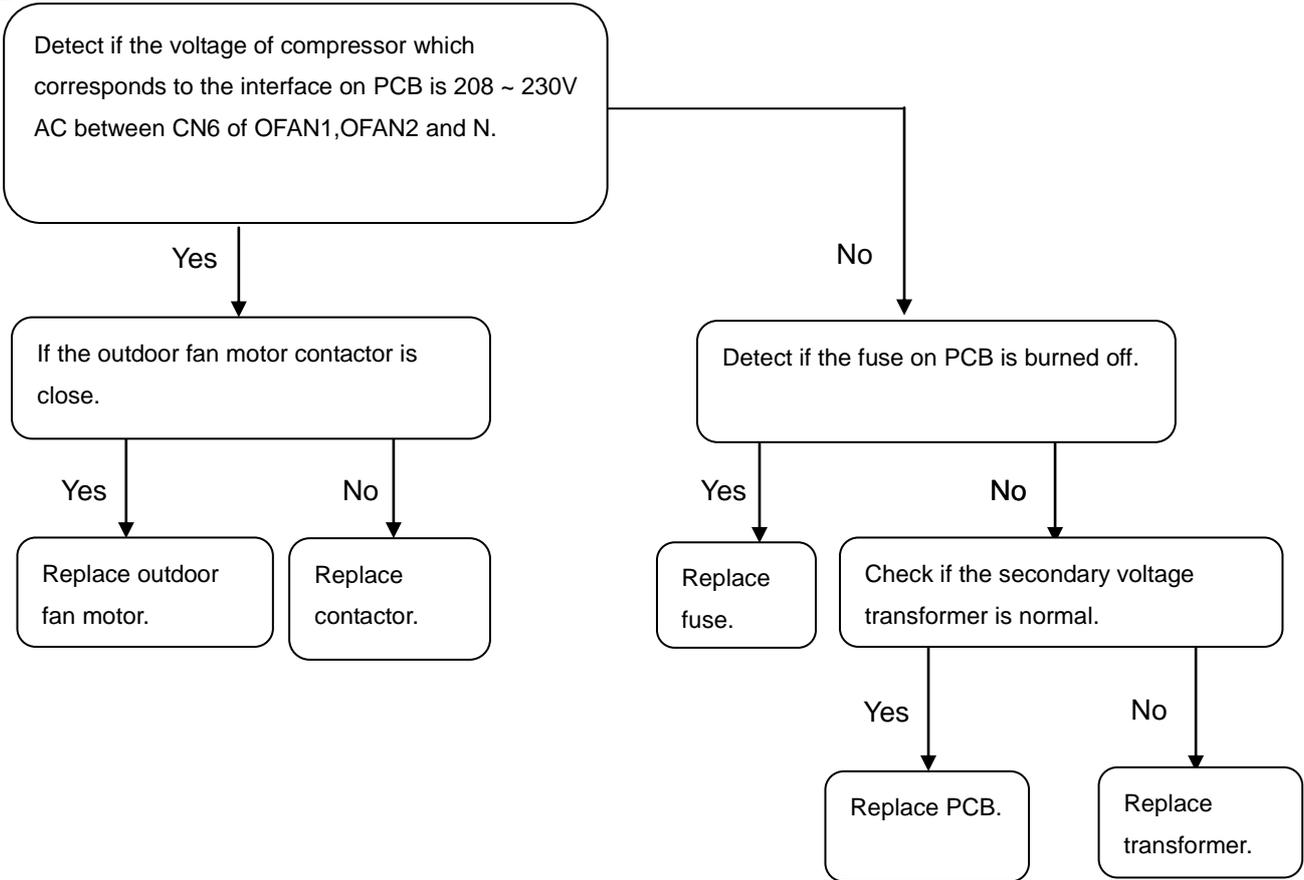 Detect if the voltage of compressor which
corresponds to the interface on PCB is 208 ~ 230V
AC between CN6 of OFAN1,OFAN2 and N.
Yes
No
If the outdoor fan motor contactor is
close.
Detect if the fuse on PCB is burned off.
Yes
No
Yes
No
Replace outdoor
fan motor.
Replace
contactor.
Replace
fuse.
Check if the secondary voltage
transformer is normal.
Yes
No
Replace PCB.
Replace
transformer.